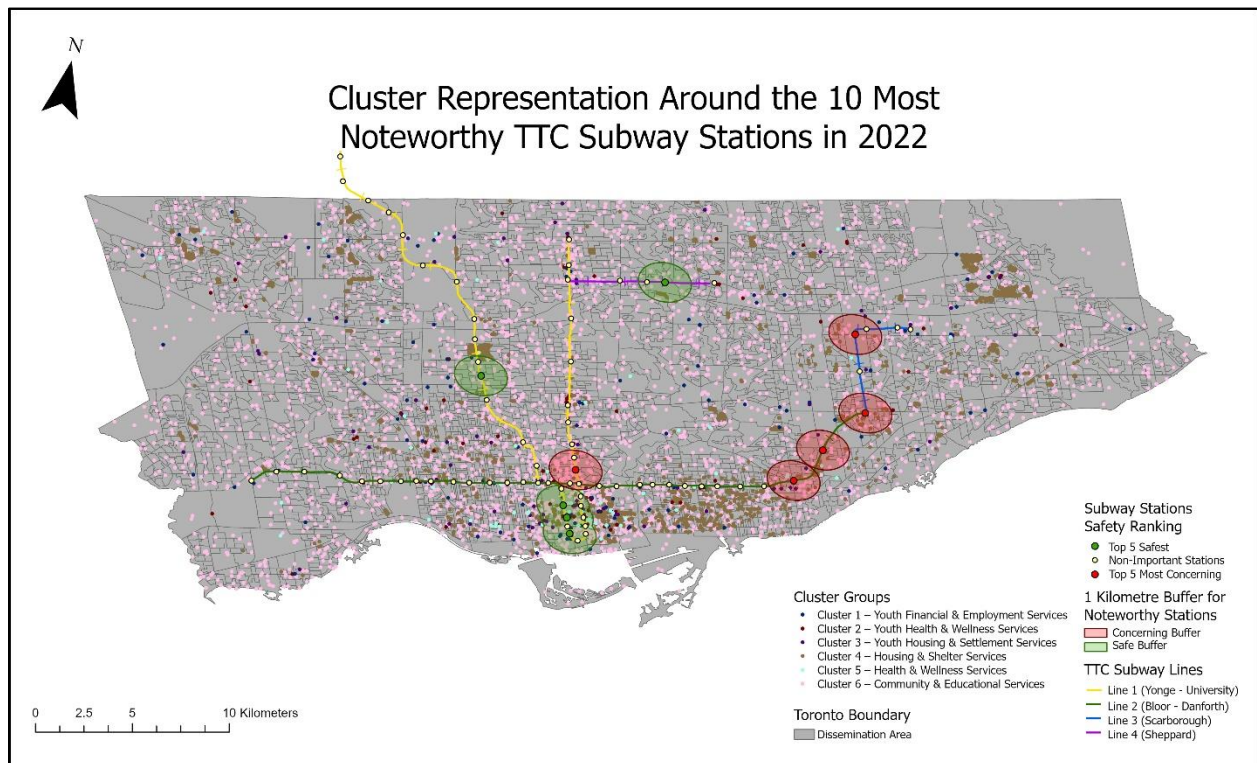 N
Cluster Representation Around the 10 Most
Noteworthy TTC Subway Stations in 2022
Subway Stations
Safety Ranking
Top 5 Safest
Non-Important Stations
Top 5 Most Concerning
Cluster Groups
Cluster 1 – Youth Financial & Employment Services
Cluster 2 – Youth Health & Wellness Services
Cluster 3 – Youth Housing & Settlement Services
Cluster 4 – Housing & Shelter Services
Cluster 5 – Health & Wellness Services
Cluster 6 – Community & Educational Services
1 Kilometre Buffer for
Noteworthy Stations
Concerning Buffer
Safe Buffer
TTC Subway Lines
Line 1 (Yonge - University)
Line 2 (Bloor - Danforth)
Line 3 (Scarborough)
Line 4 (Sheppard)
Toronto Boundary
Dissemination Area
0 2.5 5 10 Kilometers